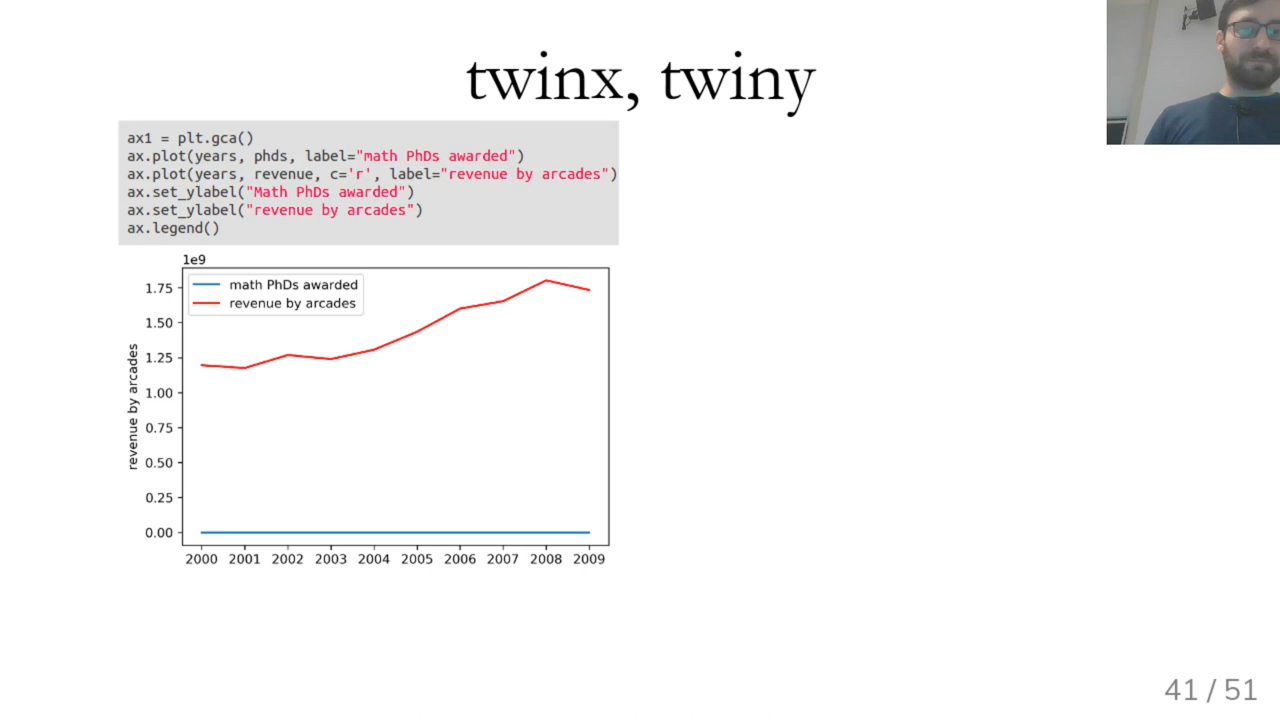 twinx, twiny
ax1 = plt.gca()
ax.plot(years, phds, label="math PhDs awarded")
ax.plot(years, revenue, c='r', label="revenue by arcades")
ax.set_ylabel("Math PhDs awarded")
ax.set_ylabel("revenue by arcades")
ax.legend()
1e9
math PhDs awarded
revenue by arcades
1.75
1.50
1.25
1.00
0.75
0.50
0.25
0.00
revenue by arcades
2000 2001 2002 2003 2004 2005 2006 2007 2008 2009
41 / 51